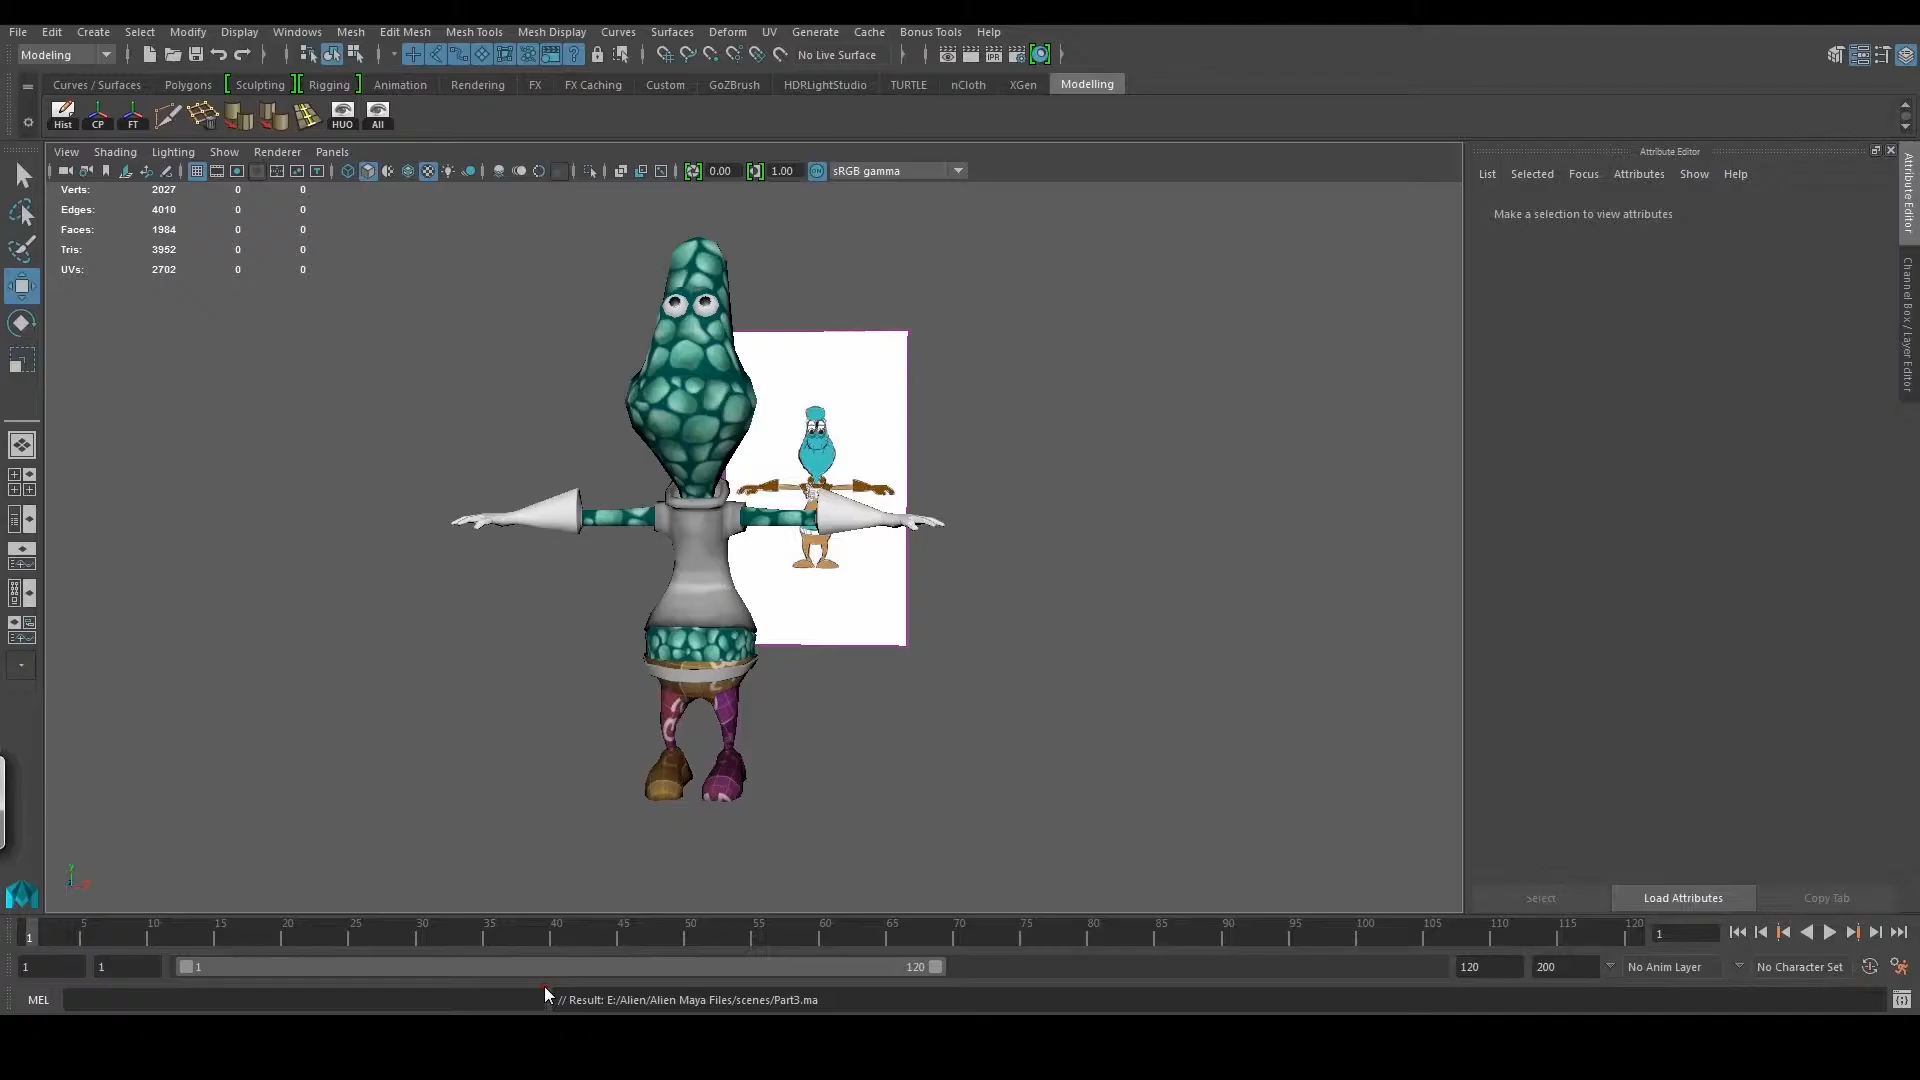 File Edit Create Select Modify Display Windows Mesh Edit Mesh Mesh Tools Mesh Display Curves Surfaces Deform UV Generate Cache Bonus Tools Help
Modeling No Live Surface
Curves / Surfaces Polygons Sculpting Rigging Animation Rendering FX FX Caching Custom GoZBrush HDRLightStudio TURTLE nCloth XGen Modelling
Hist CP FT HUO All
View Shading Lighting Show Renderer Panels
0.00 1.00 ON sRGB gamma
Verts: 2027 0 0
Edges: 4010 0 0
Faces: 1984 0 0
Tris: 3952 0 0
UVs: 2702 0 0
Attribute Editor
List Selected Focus Attributes Show Help
Make a selection to view attributes
Attribute Editor
Channel Box / Layer Editor
Select Load Attributes Copy Tab
1 5 10 15 20 25 30 35 40 45 50 55 60 65 70 75 80 85 90 95 100 105 110 115 120 1
1 1 1 120 120 200 No Anim Layer No Character Set
MEL // Result: E:/Alien/Alien Maya Files/scenes/Part3.ma